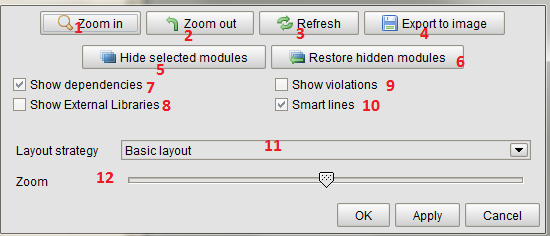 Zoom in Zoom out Refresh Export to image
1 2 3 4
Hide selected modules Restore hidden modules
5 6
Show dependencies 7 Show violations 9
Show External Libraries 8 Smart lines 10
Layout strategy Basic layout 11
Zoom 12
OK Apply Cancel